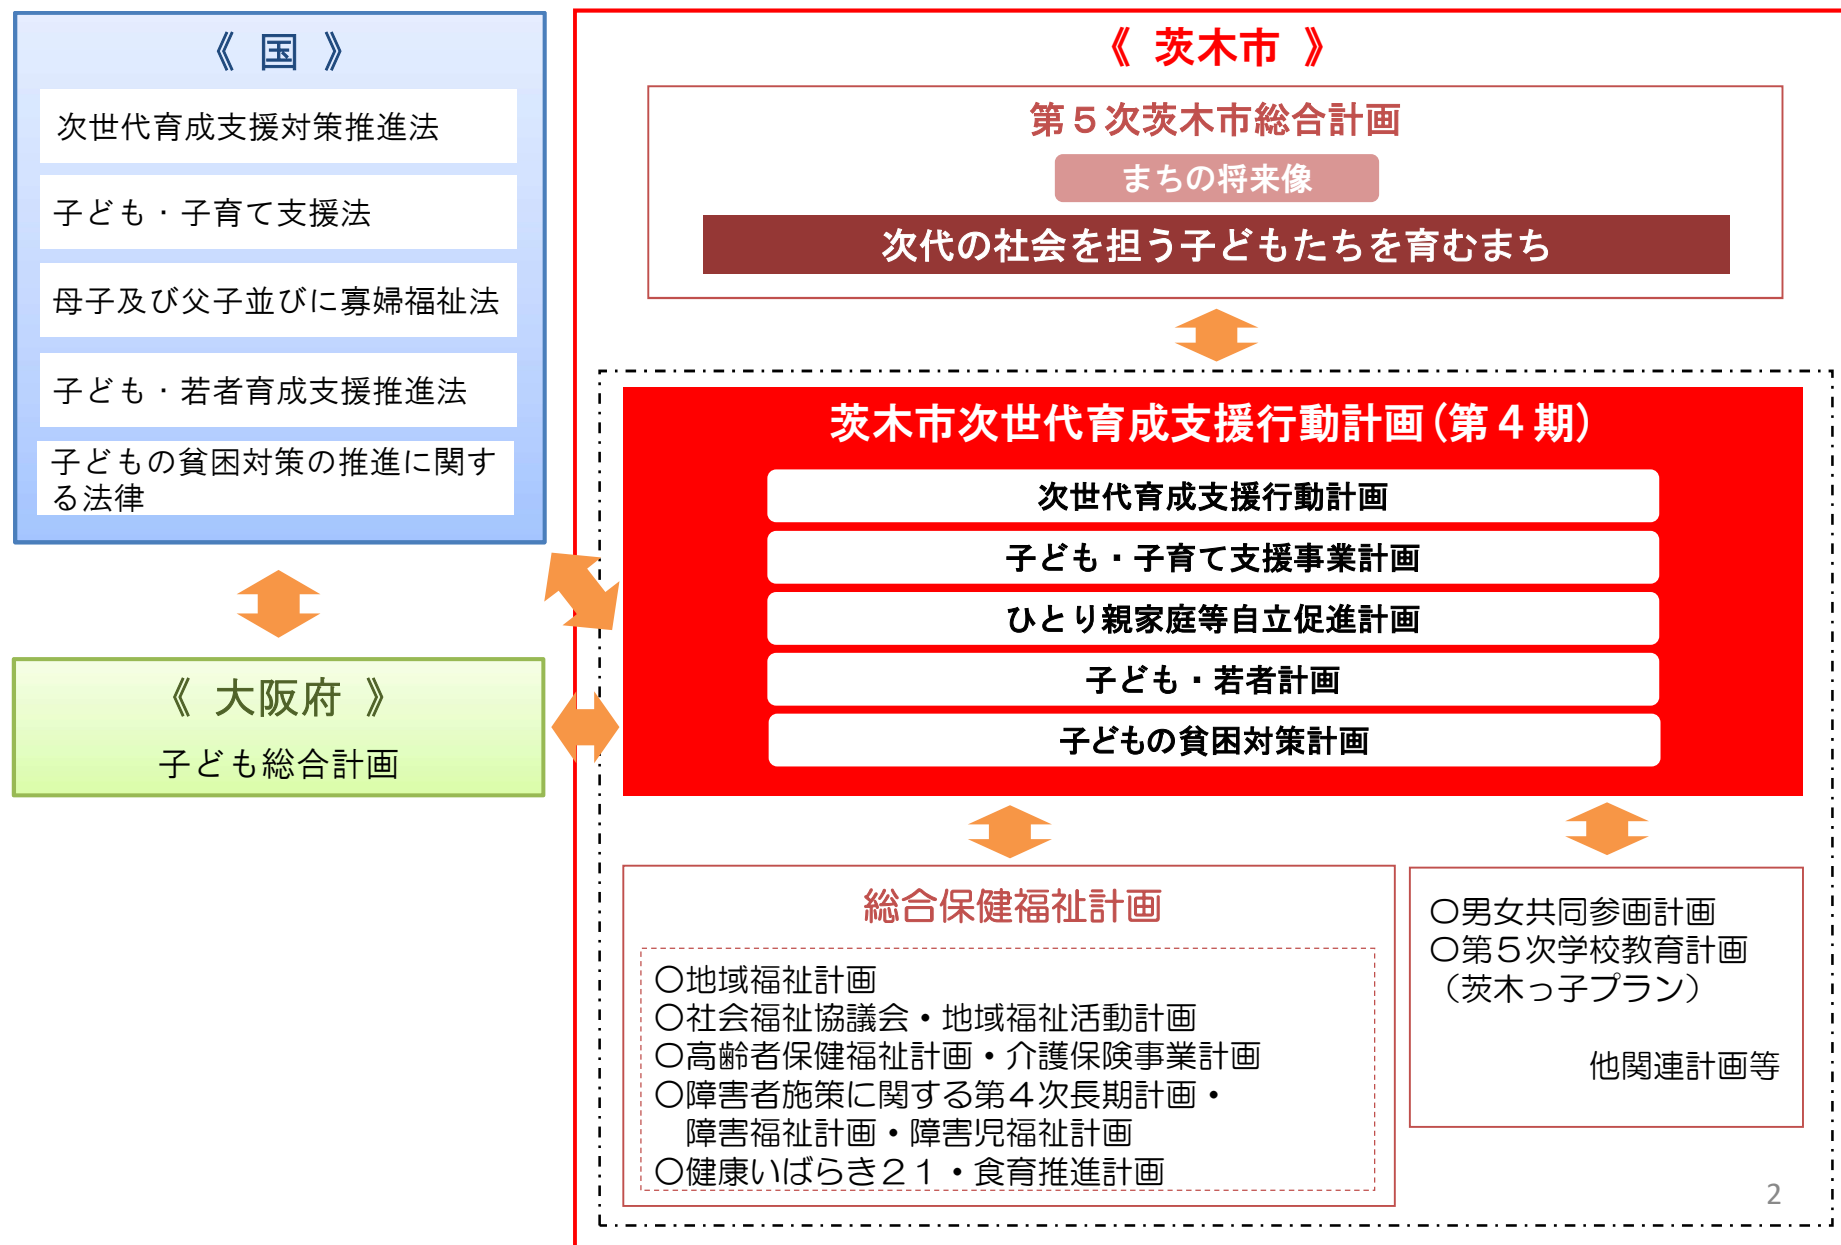 《 国 》
次世代育成支援対策推進法
子ども・子育て支援法
母子及び父子並びに寡婦福祉法
子ども・若者育成支援推進法
子どもの貧困対策の推進に関す
る法律
《 大阪府 》
子ども総合計画
《 茨木市 》
第5次茨木市総合計画
まちの将来像
次代の社会を担う子どもたちを育むまち
茨木市次世代育成支援行動計画(第4期)
次世代育成支援行動計画
子ども・子育て支援事業計画
ひとり親家庭等自立促進計画
子ども・若者計画
子どもの貧困対策計画
総合保健福祉計画
○地域福祉計画
○社会福祉協議会・地域福祉活動計画
○高齢者保健福祉計画・介護保険事業計画
○障害者施策に関する第4次長期計画・
障害福祉計画・障害児福祉計画
○健康いばらき21・食育推進計画
○男女共同参画計画
○第5次学校教育計画
(茨木っ子プラン)
他関連計画等
2